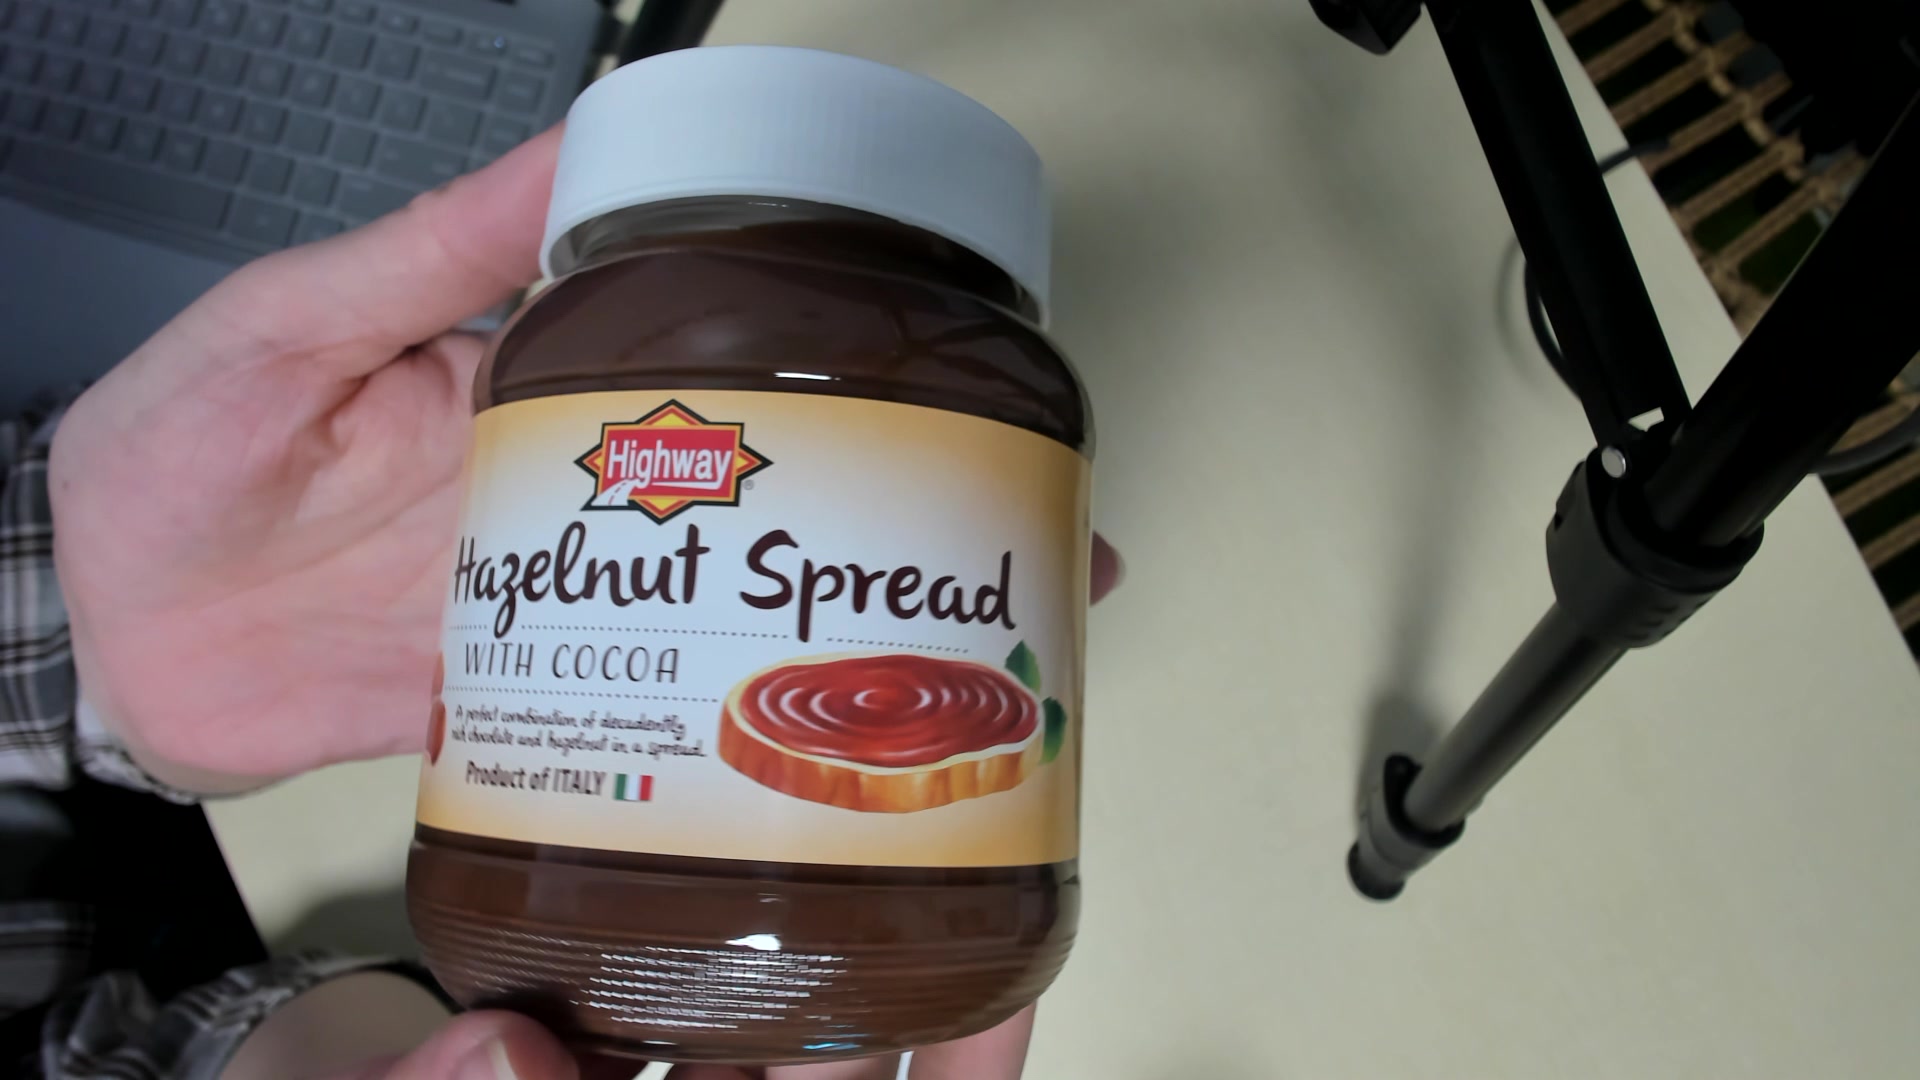 Highway®
Hazelnut Spread
WITH COCOA
A perfect combination of decadently
rich chocolate and hazelnut in a spread.
Product of ITALY